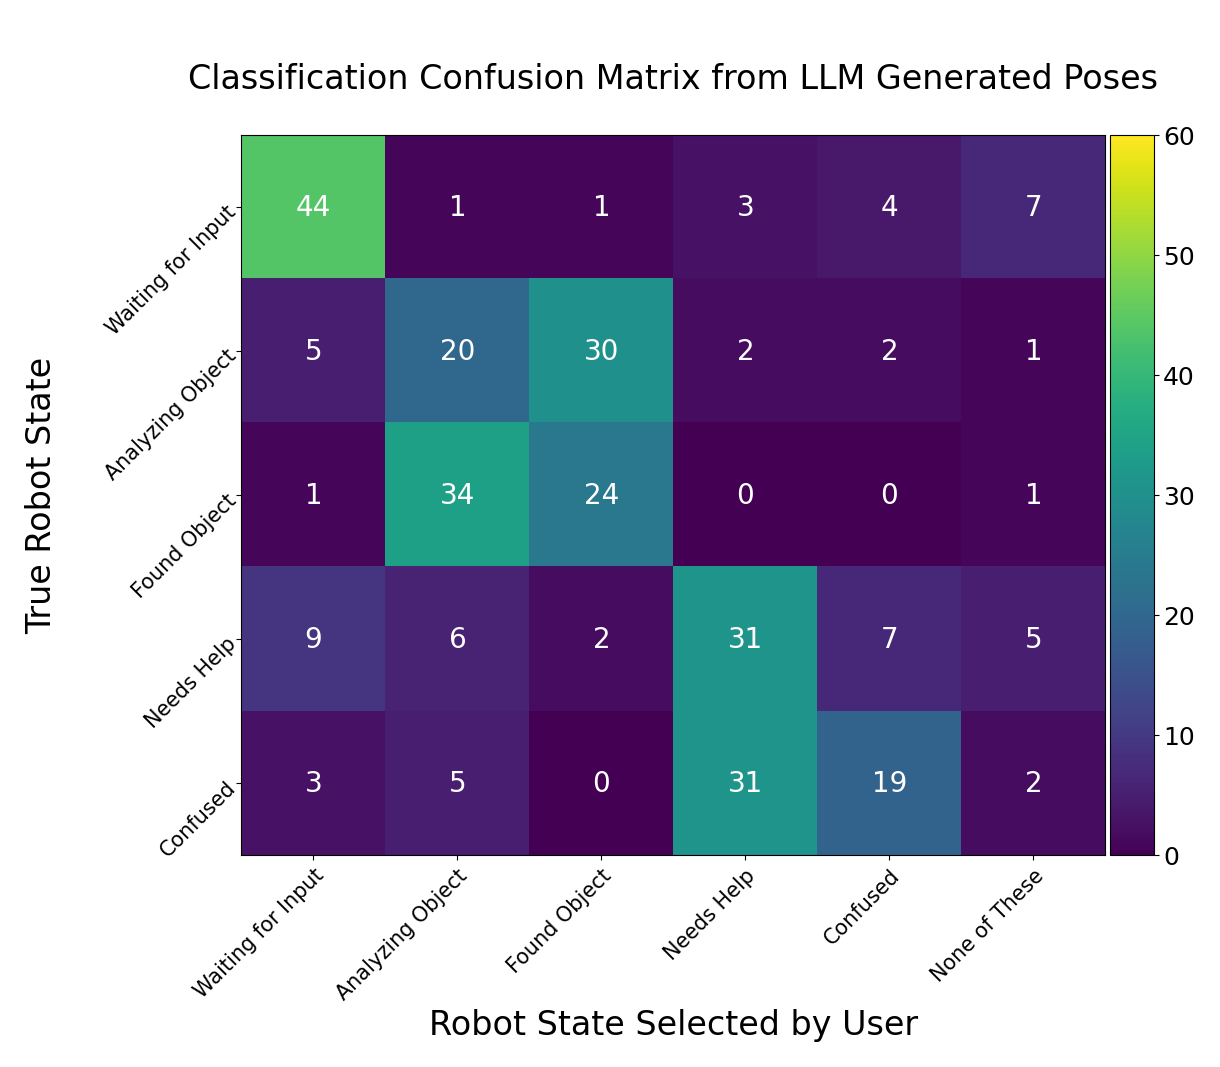 Classification Confusion Matrix from LLM Generated Poses
True Robot State
Waiting for Input
44 1 1 3 4 7
Analyzing Object
5 20 30 2 2 1
Found Object
1 34 24 0 0 1
Needs Help
9 6 2 31 7 5
Confused
3 5 0 31 19 2
Waiting for Input
Analyzing Object
Found Object
Needs Help
Confused
None of These
Robot State Selected by User
60
50
40
30
20
10
0